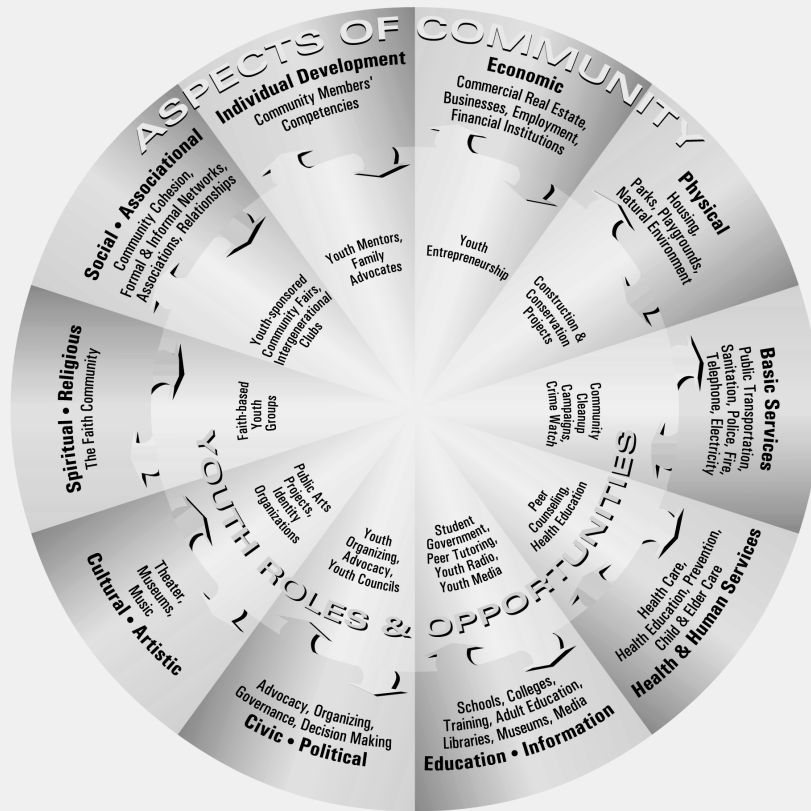 ASPECTS OF COMMUNITY
Individual Development
Community Members'
Competencies
Economic
Commercial Real Estate,
Businesses, Employment,
Financial Institutions
Physical
Housing,
Parks, Playgrounds,
Natural Environment
Basic Services
Public Transportation,
Sanitation, Police, Fire,
Telephone, Electricity
Health Care,
Health Education, Prevention,
Child & Elder Care
Health & Human Services
Schools, Colleges,
Training, Adult Education,
Libraries, Museums, Media
Education • Information
Advocacy, Organizing,
Governance, Decision Making
Civic • Political
Theater,
Museums,
Music
Cultural • Artistic
Spiritual • Religious
The Faith Community
Social • Associational
Community Cohesion,
Formal & Informal Networks,
Associations, Relationships
Youth Mentors,
Family
Advocates
Youth
Entrepreneurship
Construction &
Conservation
Projects
Community
Cleanup
Campaigns,
Crime Watch
Peer
Counseling,
Health Education
Student
Government,
Peer Tutoring,
Youth Radio,
Youth Media
Youth
Organizing,
Advocacy,
Youth Councils
Public Arts
Projects,
Identity
Organizations
Faith-based
Youth
Groups
Youth-sponsored
Community Fairs,
Intergenerational
Clubs
YOUTH ROLES & OPPORTUNITIES